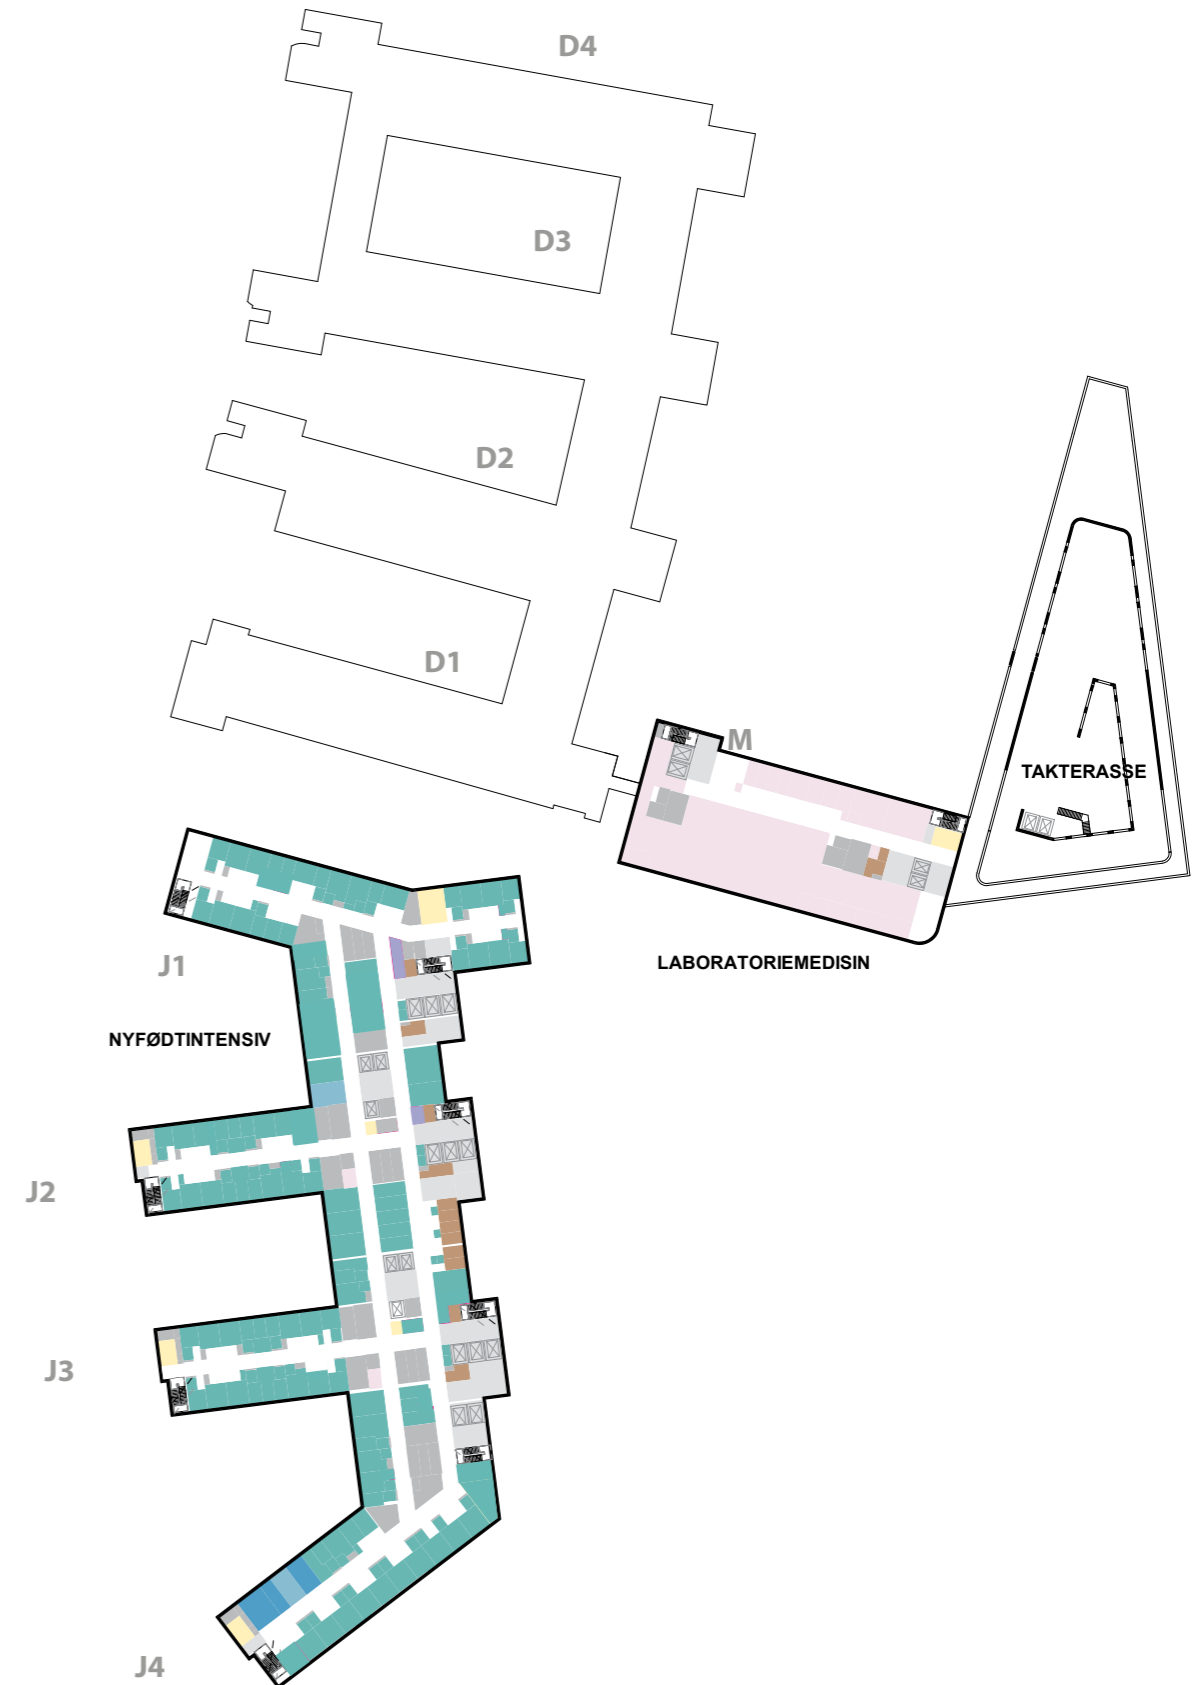 D4
D3
D2
D1
M
TAKTERASSE
LABORATORIEMEDISIN
J1
NYFØDTINTENSIV
J2
J3
J4